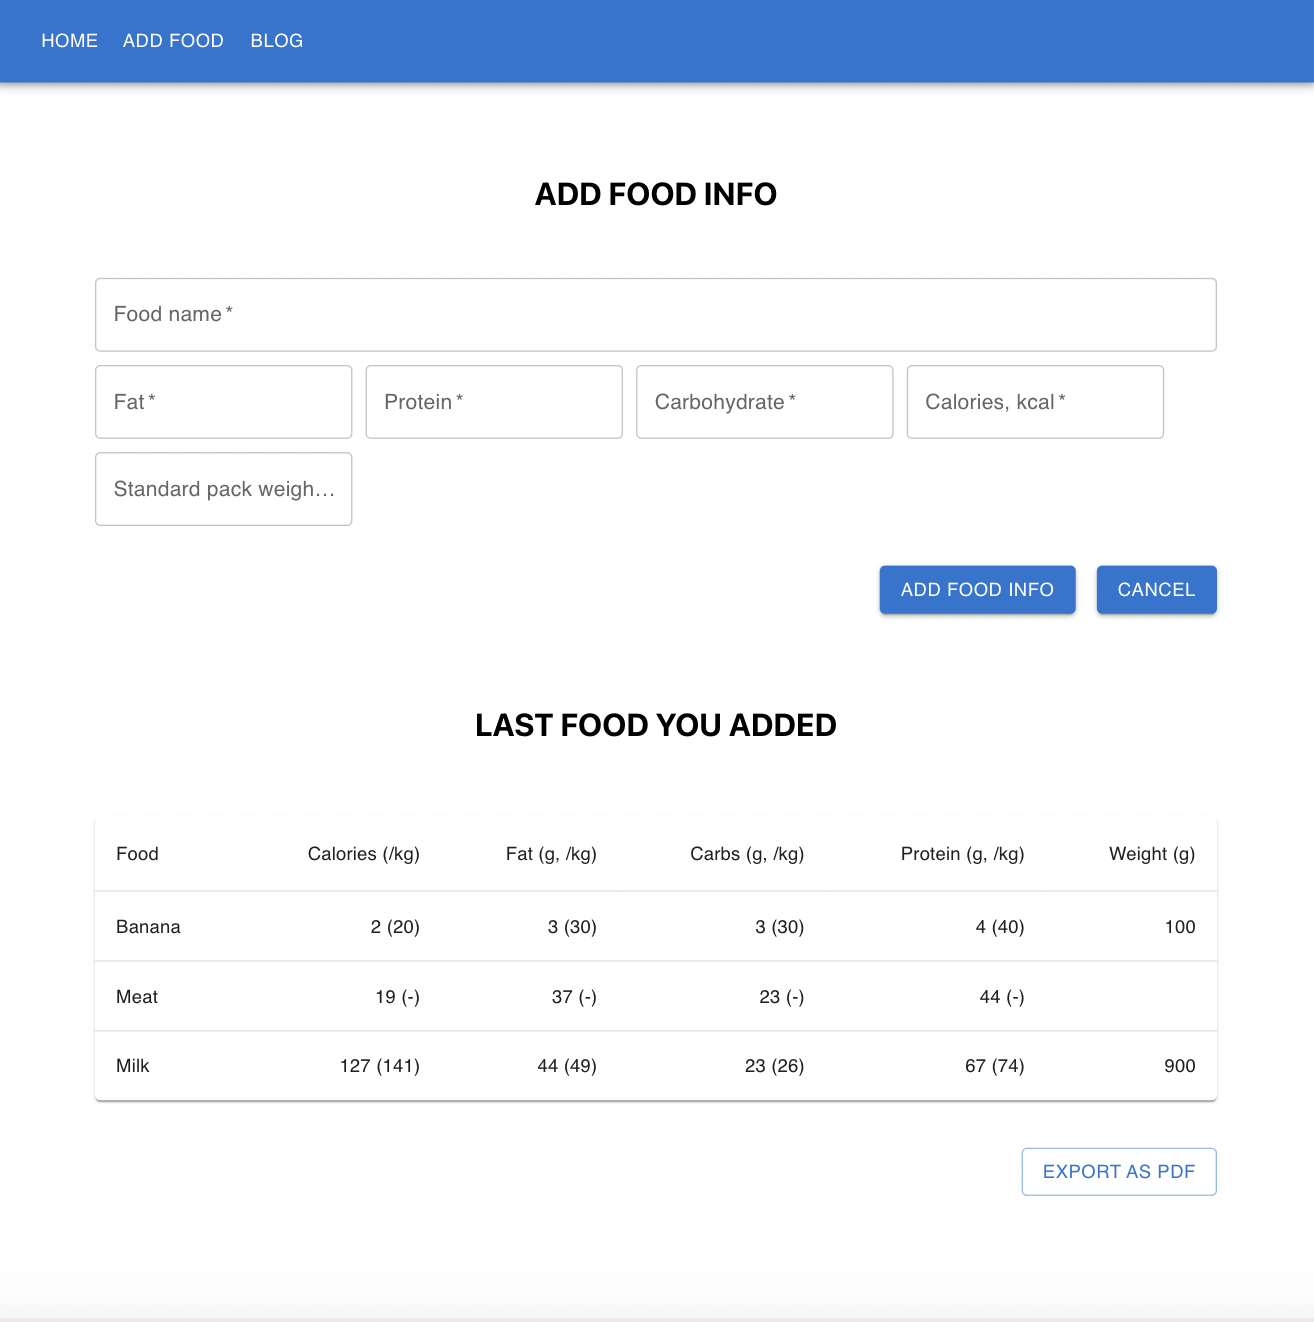 HOME ADD FOOD BLOG
ADD FOOD INFO
Food name *
Fat * Protein * Carbohydrate * Calories, kcal *
Standard pack weigh...
ADD FOOD INFO CANCEL
LAST FOOD YOU ADDED
Food Calories (/kg) Fat (g, /kg) Carbs (g, /kg) Protein (g, /kg) Weight (g)
Banana 2 (20) 3 (30) 3 (30) 4 (40) 100
Meat 19 (-) 37 (-) 23 (-) 44 (-)
Milk 127 (141) 44 (49) 23 (26) 67 (74) 900
EXPORT AS PDF